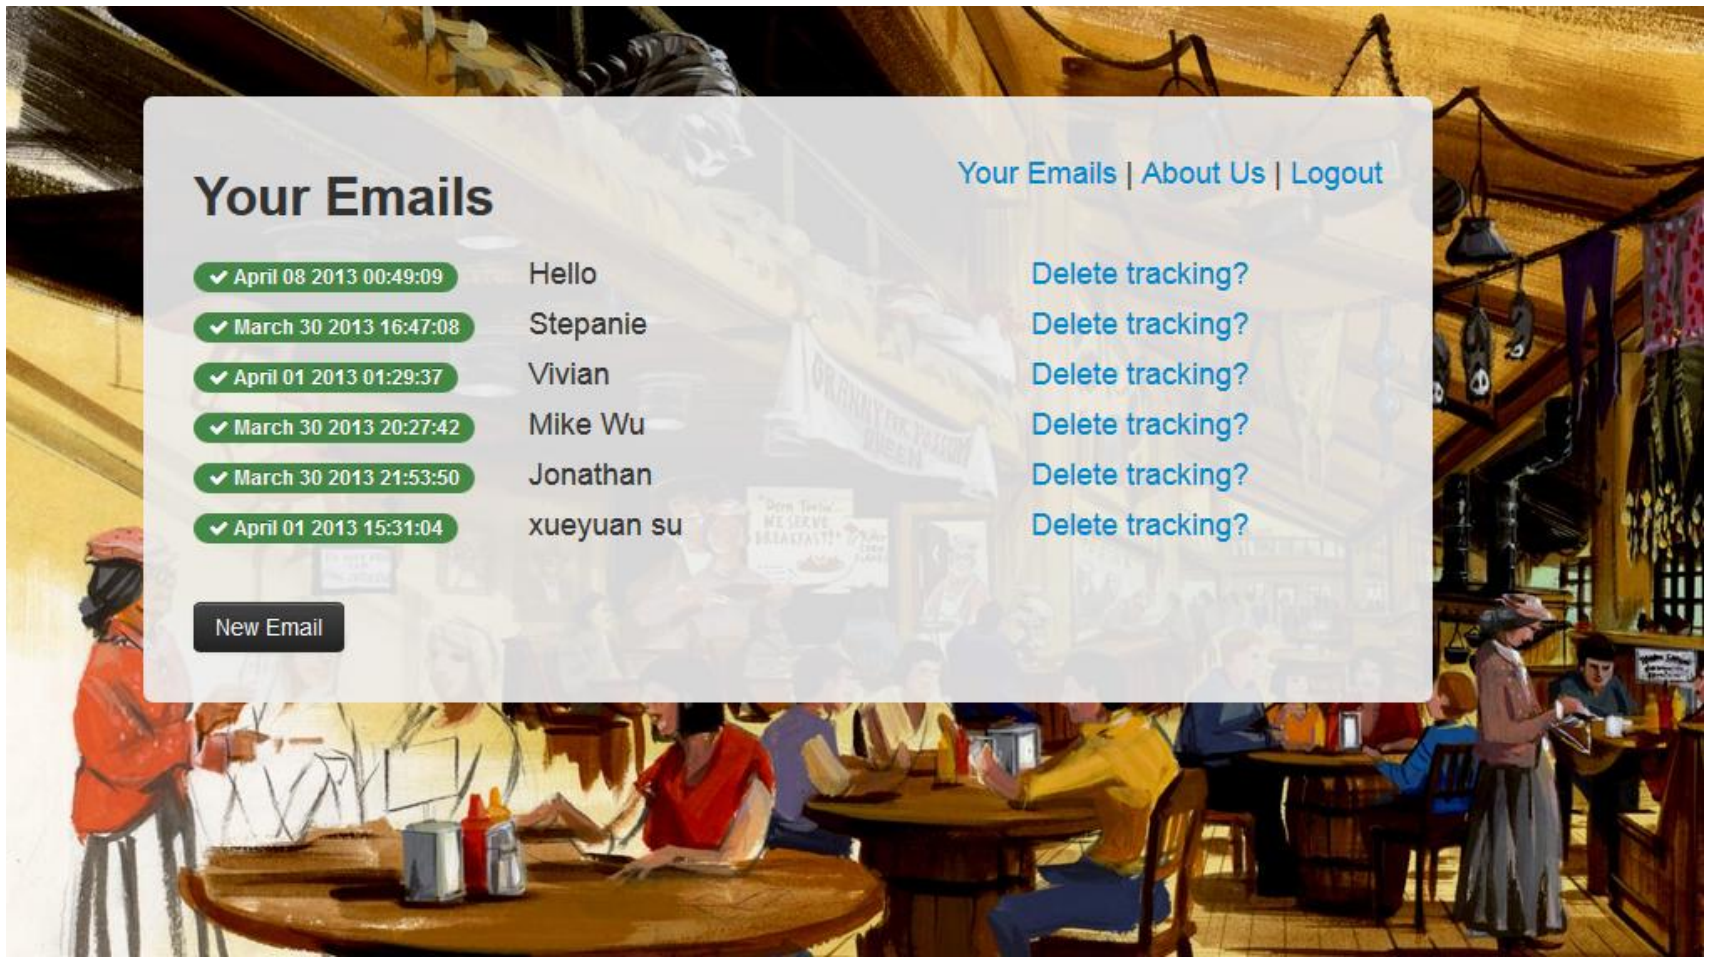 Your Emails | About Us | Logout
Your Emails
April 08 2013 00:49:09 Hello Delete tracking?
March 30 2013 16:47:08 Stepanie Delete tracking?
April 01 2013 01:29:37 Vivian Delete tracking?
March 30 2013 20:27:42 Mike Wu Delete tracking?
March 30 2013 21:53:50 Jonathan Delete tracking?
April 01 2013 15:31:04 xueyuan su Delete tracking?
WE SERVE
BREAKFAST!
New Email